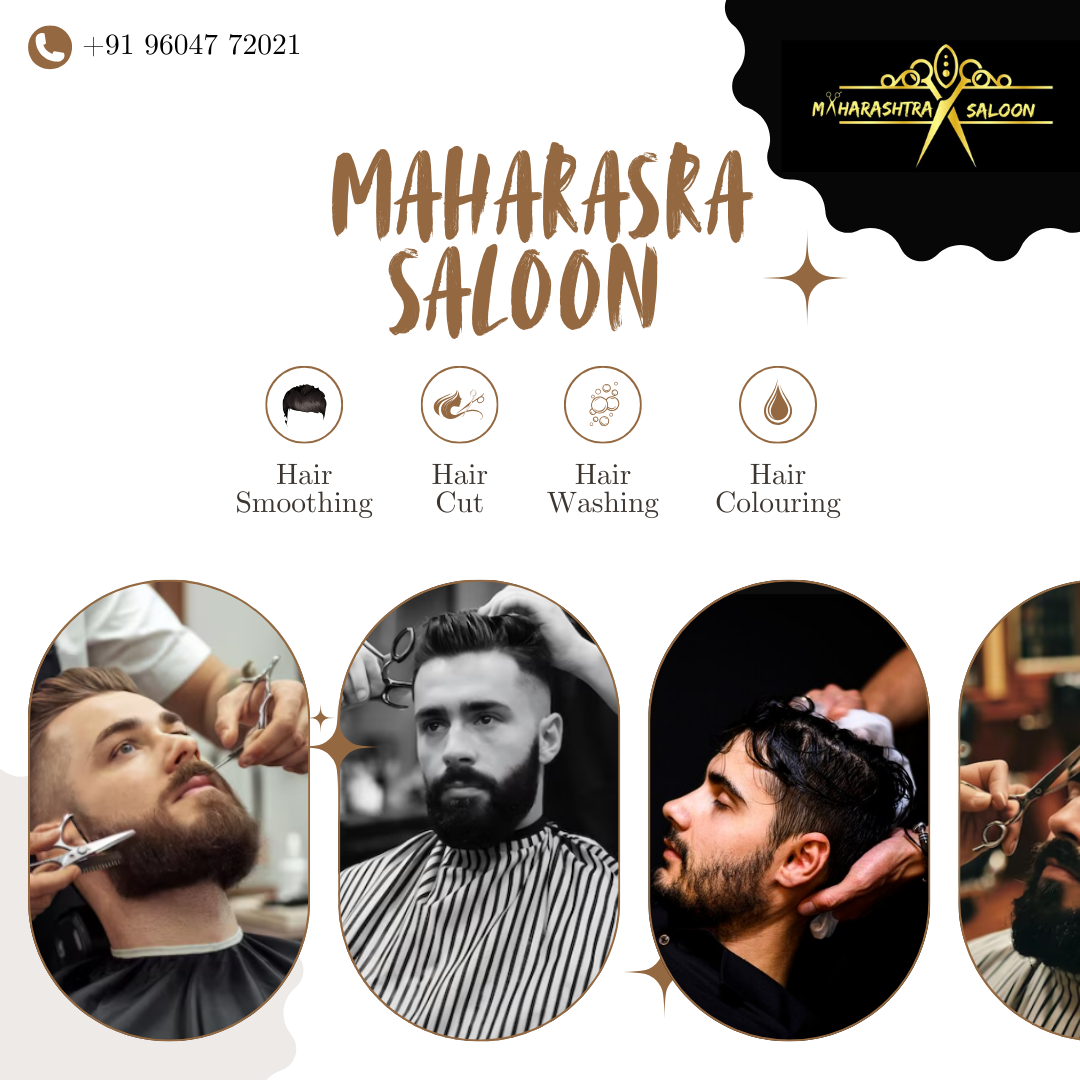 +91 96047 72021
MAHARASHTRA SALOON
MAHARASRA
SALOON
Hair
Smoothing
Hair
Cut
Hair
Washing
Hair
Colouring